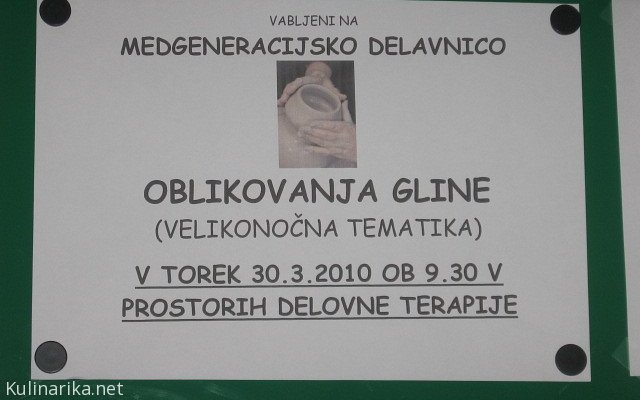 VABLJENI NA
MEDGENERACIJSKO DELAVNICO
OBLIKOVANJA GLINE
(VELIKONOČNA TEMATIKA)
V TOREK 30.3.2010 OB 9.30 V
PROSTORIH DELOVNE TERAPIJE
Kulinarika.net